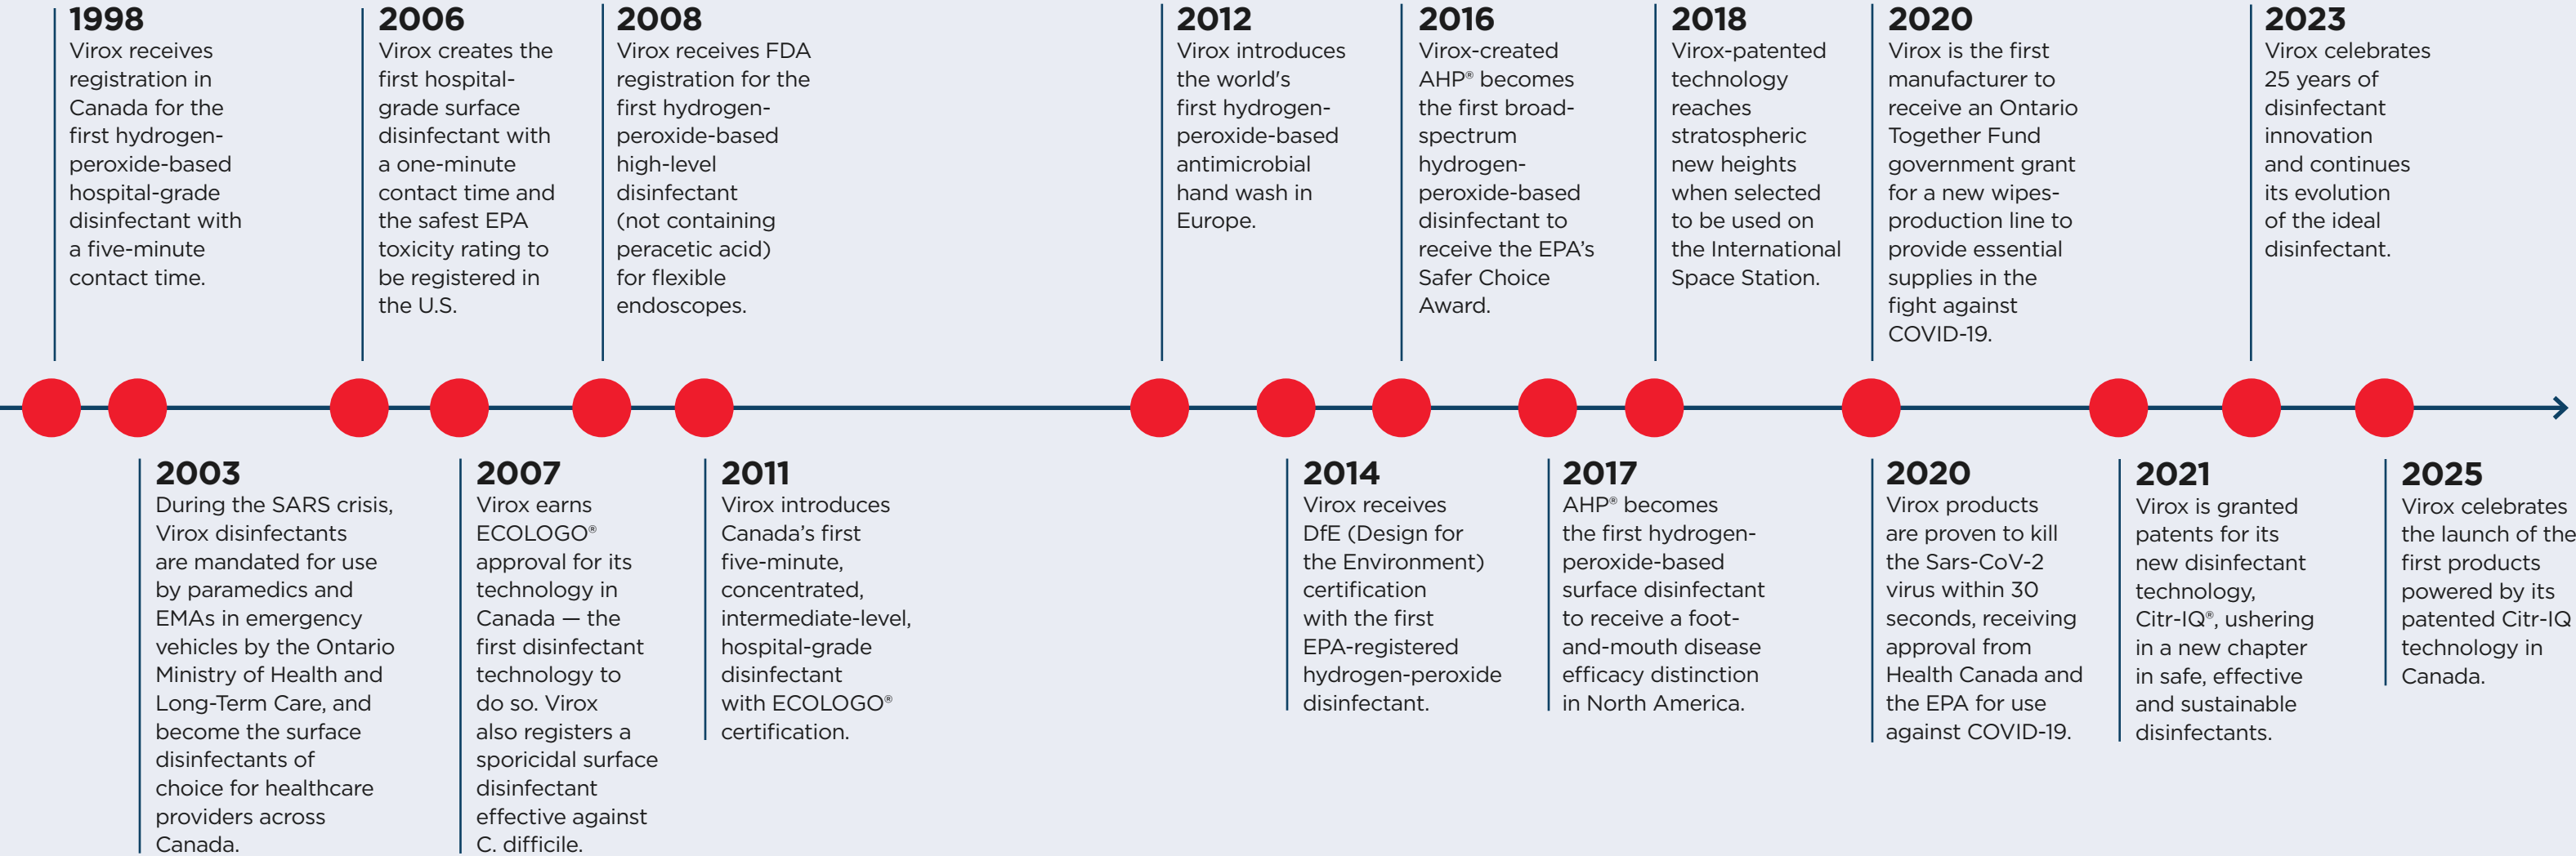 1998
Virox receives
registration in
Canada for the
first hydrogen-
peroxide-based
hospital-grade
disinfectant with
a five-minute
contact time.
2003
During the SARS crisis,
Virox disinfectants
are mandated for use
by paramedics and
EMAs in emergency
vehicles by the Ontario
Ministry of Health and
Long-Term Care, and
become the surface
disinfectants of
choice for healthcare
providers across
Canada.
2006
Virox creates the
first hospital-
grade surface
disinfectant with
a one-minute
contact time and
the safest EPA
toxicity rating to
be registered in
the U.S.
2007
Virox earns
ECOLOGO®
approval for its
technology in
Canada — the
first disinfectant
technology to
do so. Virox
also registers a
sporicidal surface
disinfectant
effective against
C. difficile.
2008
Virox receives FDA
registration for the
first hydrogen-
peroxide-based
high-level
disinfectant
(not containing
peracetic acid)
for flexible
endoscopes.
2011
Virox introduces
Canada’s first
five-minute,
concentrated,
intermediate-level,
hospital-grade
disinfectant
with ECOLOGO®
certification.
2012
Virox introduces
the world's
first hydrogen-
peroxide-based
antimicrobial
hand wash in
Europe.
2014
Virox receives
DfE (Design for
the Environment)
certification
with the first
EPA-registered
hydrogen-peroxide
disinfectant.
2016
Virox-created
AHP® becomes
the first broad-
spectrum
hydrogen-
peroxide-based
disinfectant to
receive the EPA’s
Safer Choice
Award.
2017
AHP® becomes
the first hydrogen-
peroxide-based
surface disinfectant
to receive a foot-
and-mouth disease
efficacy distinction
in North America.
2018
Virox-patented
technology
reaches
stratospheric
new heights
when selected
to be used on
the International
Space Station.
2020
Virox is the first
manufacturer to
receive an Ontario
Together Fund
government grant
for a new wipes-
production line to
provide essential
supplies in the
fight against
COVID-19.
2020
Virox products
are proven to kill
the Sars-CoV-2
virus within 30
seconds, receiving
approval from
Health Canada and
the EPA for use
against COVID-19.
2021
Virox is granted
patents for its
new disinfectant
technology,
Citr-IQ®, ushering
in a new chapter
in safe, effective
and sustainable
disinfectants.
2023
Virox celebrates
25 years of
disinfectant
innovation
and continues
its evolution
of the ideal
disinfectant.
2025
Virox celebrates
the launch of the
first products
powered by its
patented Citr-IQ
technology in
Canada.